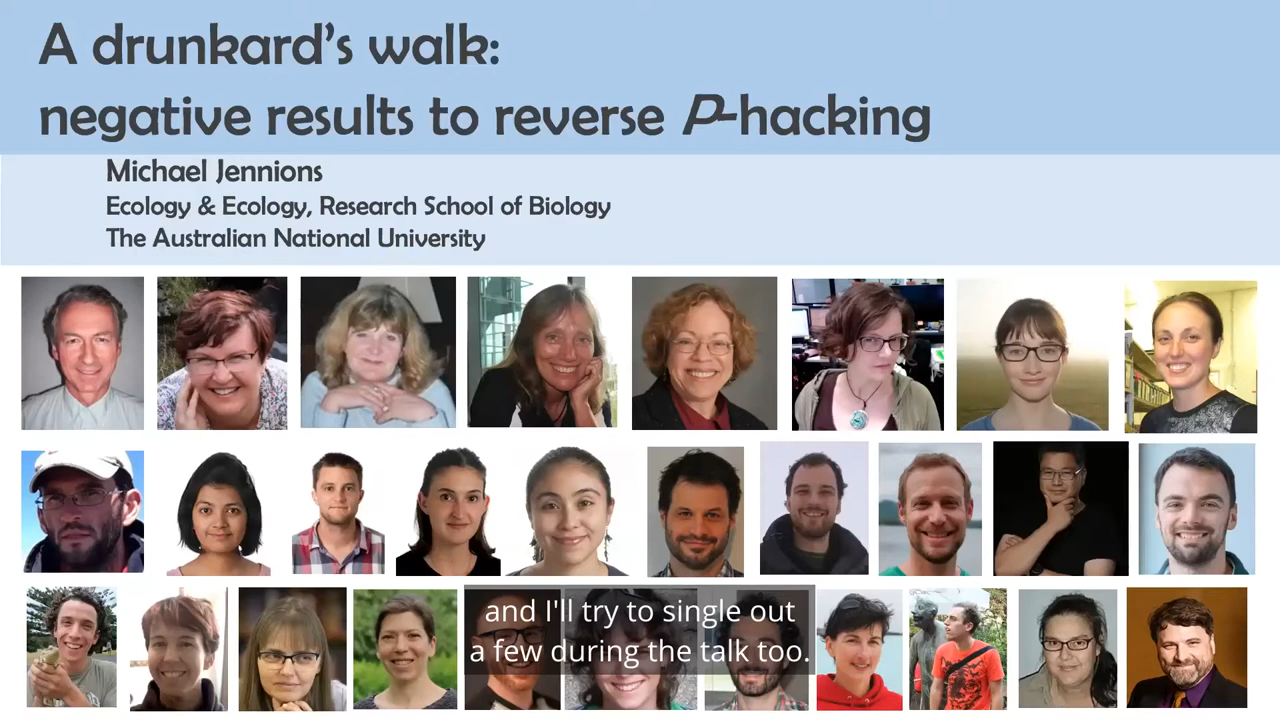 A drunkard's walk:
negative results to reverse P-hacking
Michael Jennions
Ecology & Ecology, Research School of Biology
The Australian National University
and I'll try to single out
a few during the talk too.